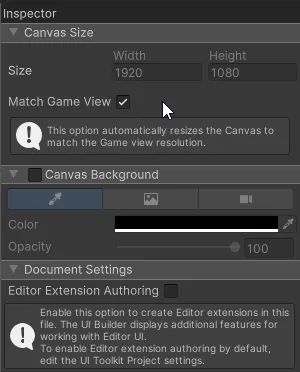 Inspector
Canvas Size
Width Height
Size 1920 1080
Match Game View
This option automatically resizes the Canvas to
match the Game view resolution.
Canvas Background
Color
Opacity 100
Document Settings
Editor Extension Authoring
Enable this option to create Editor extensions in this
file. The UI Builder displays additional features for
working with Editor UI.
To enable Editor extension authoring by default,
edit the UI Toolkit Project settings.